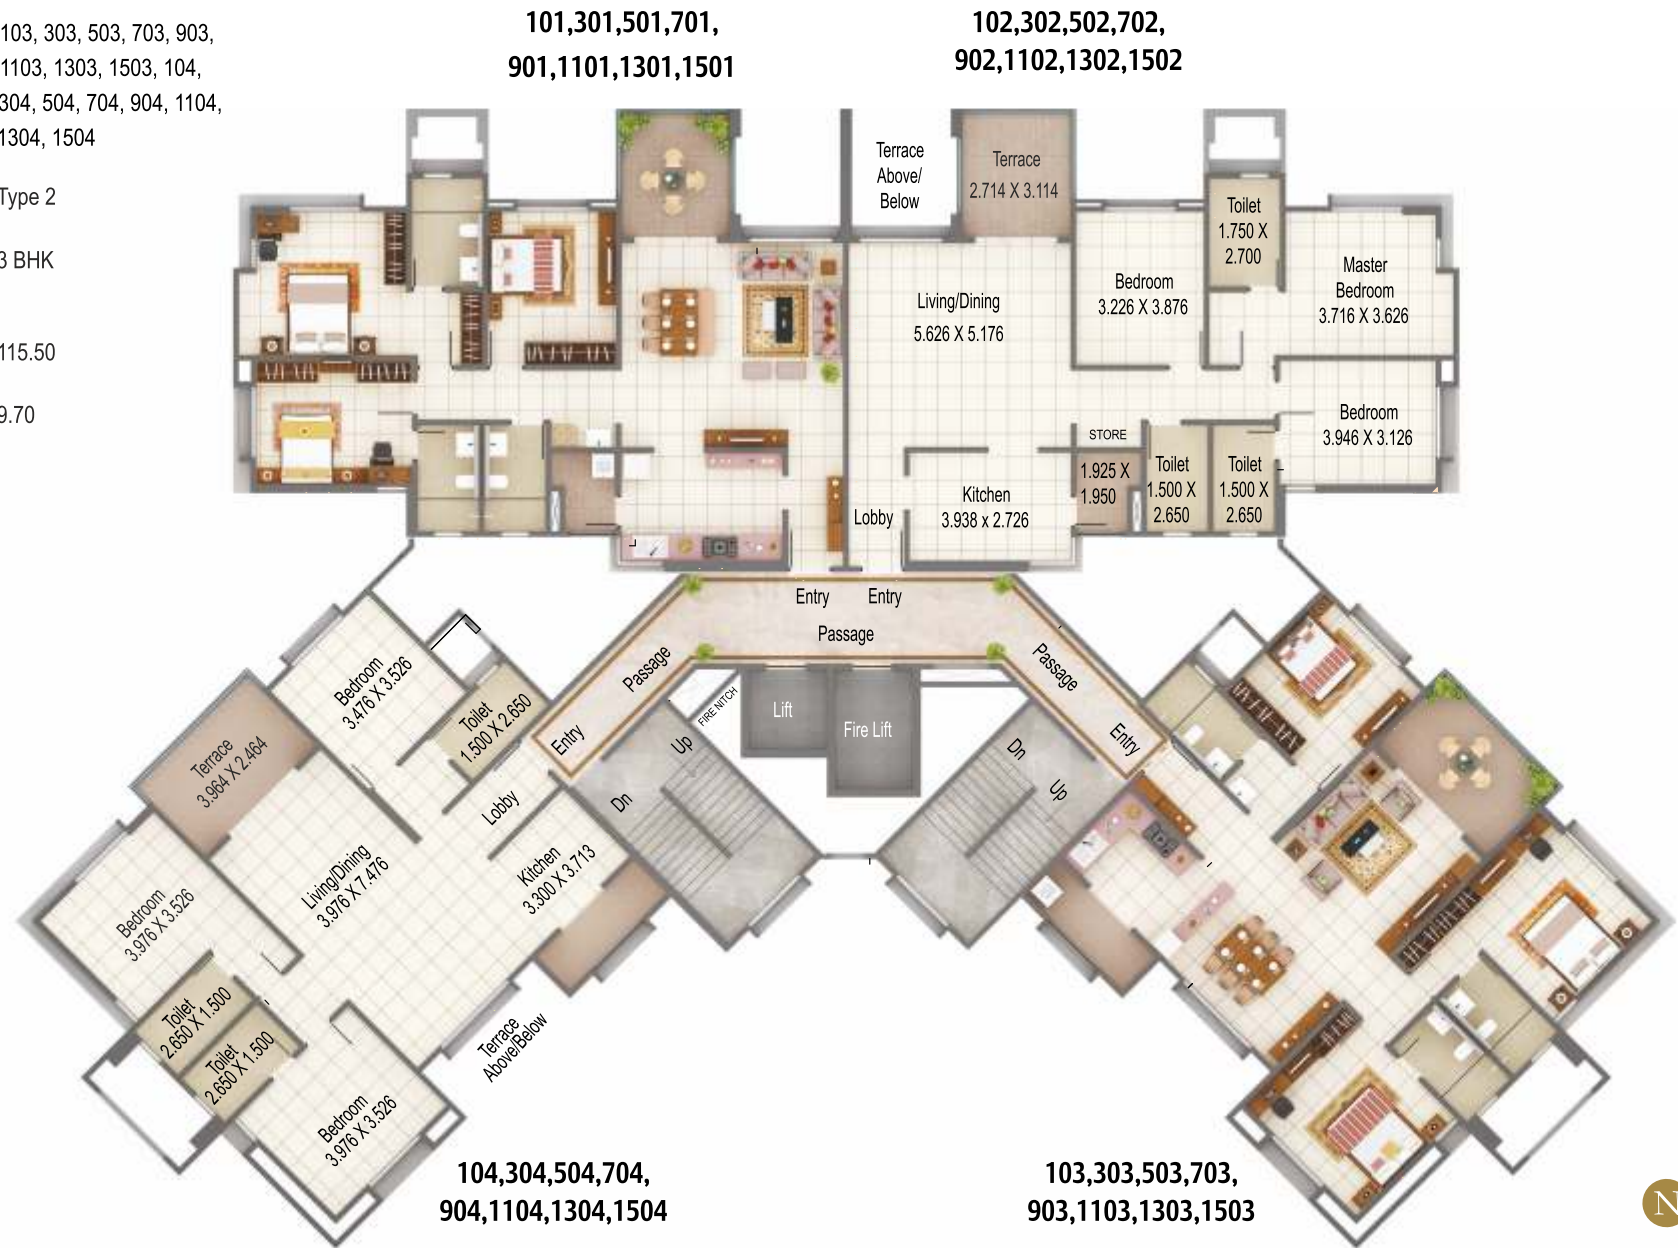 103, 303, 503, 703, 903,
1103, 1303, 1503, 104,
304, 504, 704, 904, 1104,
1304, 1504
Type 2
3 BHK
115.50
9.70
101,301,501,701,
901,1101,1301,1501
102,302,502,702,
902,1102,1302,1502
Terrace
Above/
Below
Terrace
2.714 X 3.114
Toilet
1.750 X
2.700
Master
Bedroom
3.716 X 3.626
Bedroom
3.226 X 3.876
Living/Dining
5.626 X 5.176
Bedroom
3.946 X 3.126
STORE
1.925 X
1.950
Toilet
1.500 X
2.650
Toilet
1.500 X
2.650
Kitchen
3.938 x 2.726
Lobby
Entry
Entry
Passage
Passage
Passage
Entry
Entry
FIRE NITCH
Lift
Fire Lift
Up
Dn
Dn
Up
Bedroom
3.476 X 3.526
Toilet
1.500 X 2.650
Terrace
3.964 X 2.464
Lobby
Living/Dining
3.976 X 7.476
Kitchen
3.300 X 3.713
Bedroom
3.976 X 3.526
Toilet
2.650 X 1.500
Toilet
2.650 X 1.500
Terrace
Above/Below
Bedroom
3.976 X 3.526
104,304,504,704,
904,1104,1304,1504
103,303,503,703,
903,1103,1303,1503
N